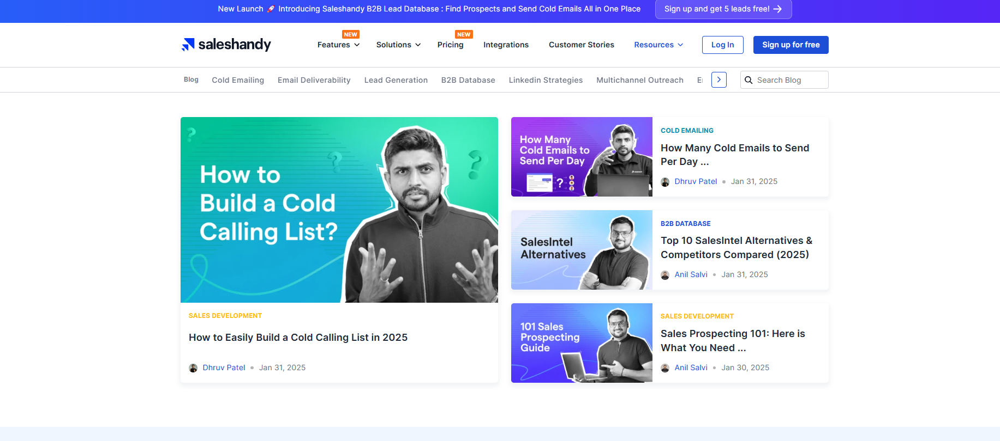 New Launch 🚀 Introducing Saleshandy B2B Lead Database : Find Prospects and Send Cold Emails All in One Place
Sign up and get 5 leads free! →
saleshandy
Features
NEW
Solutions
Pricing
NEW
Integrations
Customer Stories
Resources
Log In
Sign up for free
Blog
Cold Emailing
Email Deliverability
Lead Generation
B2B Database
Linkedin Strategies
Multichannel Outreach
Search Blog
How to
Build a Cold
Calling List?
SALES DEVELOPMENT
How to Easily Build a Cold Calling List in 2025
Dhruv Patel • Jan 31, 2025
How Many
Cold Emails to
Send Per Day
COLD EMAILING
How Many Cold Emails to Send
Per Day ...
Dhruv Patel • Jan 31, 2025
SalesIntel
Alternatives
B2B DATABASE
Top 10 SalesIntel Alternatives &
Competitors Compared (2025)
Anil Salvi • Jan 31, 2025
101 Sales
Prospecting
Guide
SALES DEVELOPMENT
Sales Prospecting 101: Here is
What You Need ...
Anil Salvi • Jan 30, 2025